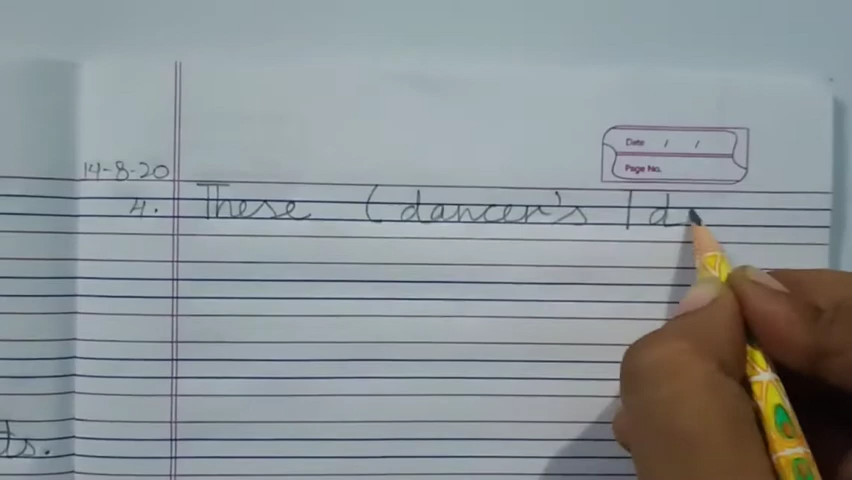 Date / /
Page No.
14-8-20
4. These (dancer's / d
ts.